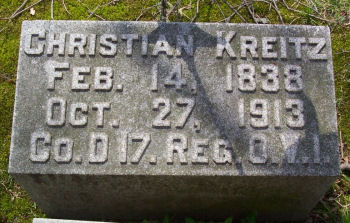 CHRISTIAN KREITZ
FEB. 14, 1838
OCT. 27, 1913
CO. D 17. REG. O.V.I.